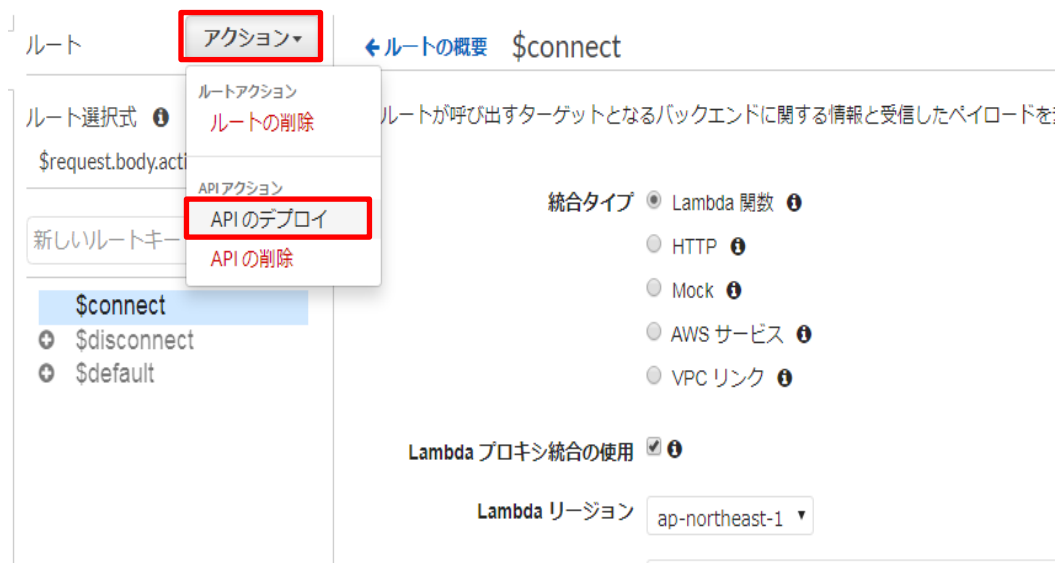 ルート
アクション▾
ルートの概要 $connect
ルートアクション
ルートの削除
ルート選択式
ルートが呼び出すターゲットとなるバックエンドに関する情報と受信したペイロードを
$request.body.acti
APIアクション
API のデプロイ
API の削除
新しいルートキー
$connect
$disconnect
$default
統合タイプ
Lambda 関数
HTTP
Mock
AWS サービス
VPC リンク
Lambda プロキシ統合の使用
Lambda リージョン
ap-northeast-1